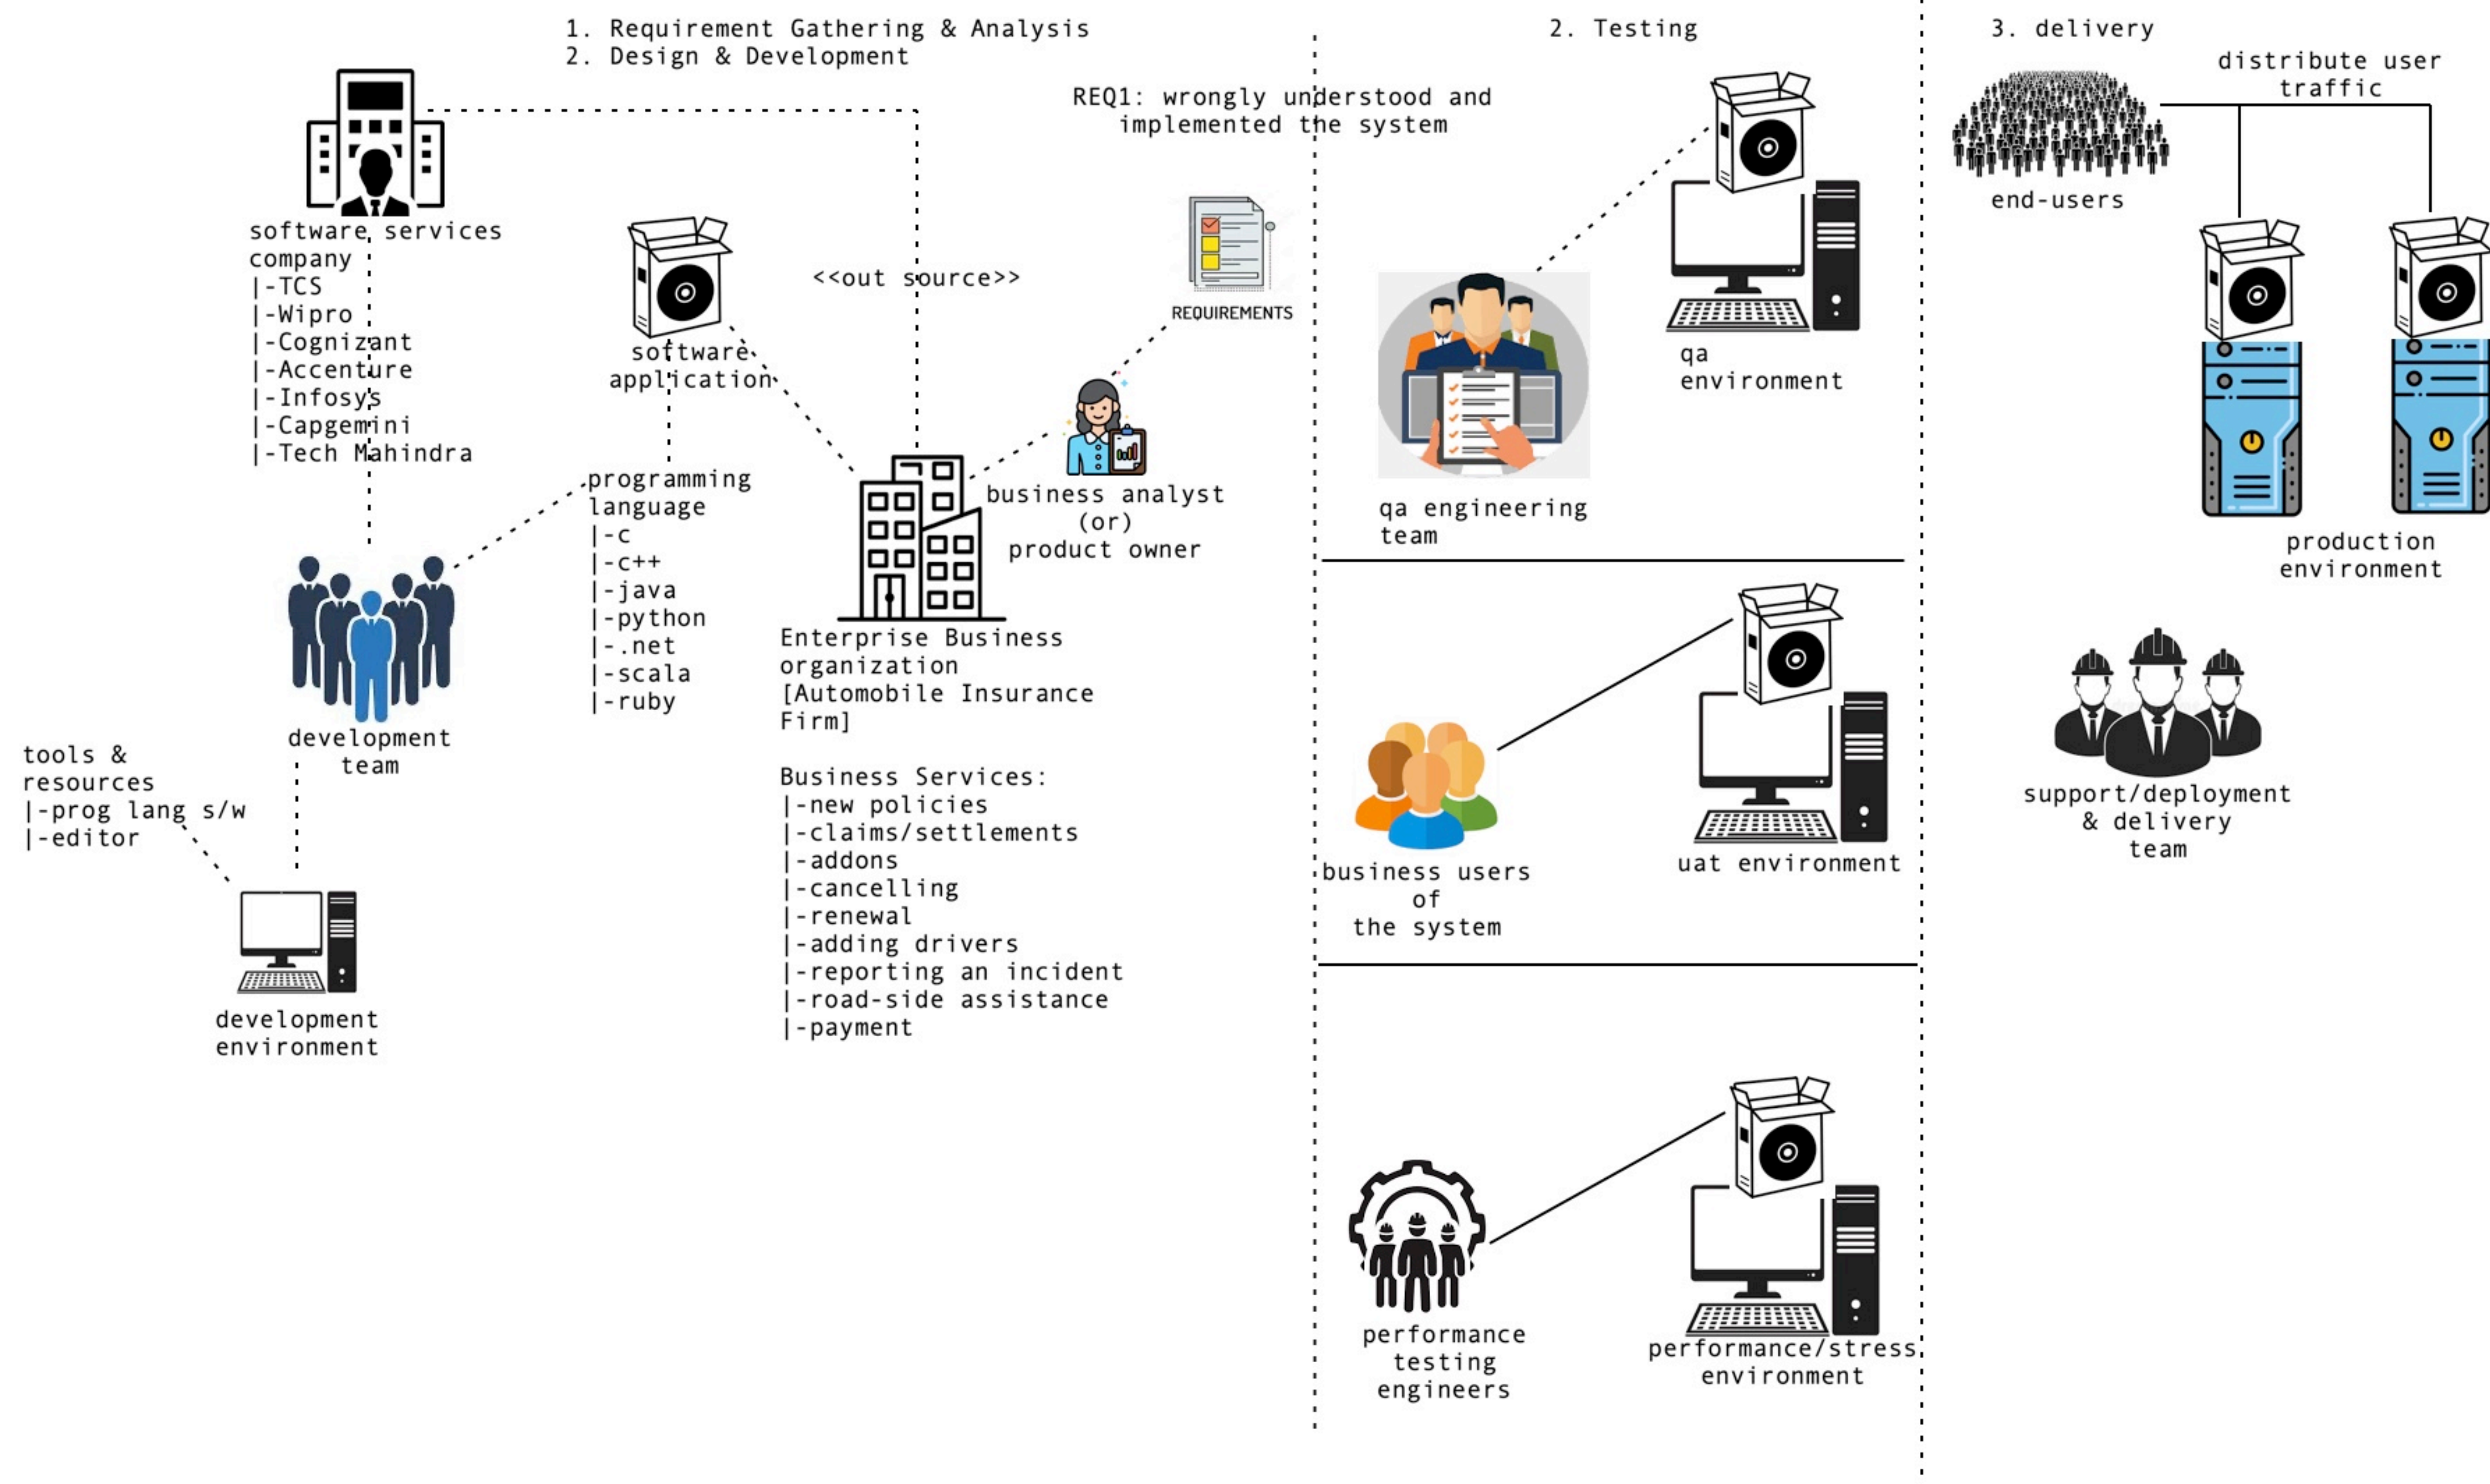 1. Requirement Gathering & Analysis
2. Design & Development
REQ1: wrongly understood and
implemented the system
software services
company
|-TCS
|-Wipro
|-Cognizant
|-Accenture
|-Infosys
|-Capgemini
|-Tech Mahindra
software
application
<<out source>>
REQUIREMENTS
programming
language
|-c
|-c++
|-java
|-python
|-.net
|-scala
|-ruby
business analyst
(or)
product owner
Enterprise Business
organization
[Automobile Insurance
Firm]
Business Services:
|-new policies
|-claims/settlements
|-addons
|-cancelling
|-renewal
|-adding drivers
|-reporting an incident
|-road-side assistance
|-payment
development
team
tools &
resources
|-prog lang s/w
|-editor
development
environment
2. Testing
qa
environment
qa engineering
team
business users
of
the system
uat environment
performance
testing
engineers
performance/stress
environment
3. delivery
distribute user
traffic
end-users
production
environment
support/deployment
& delivery
team